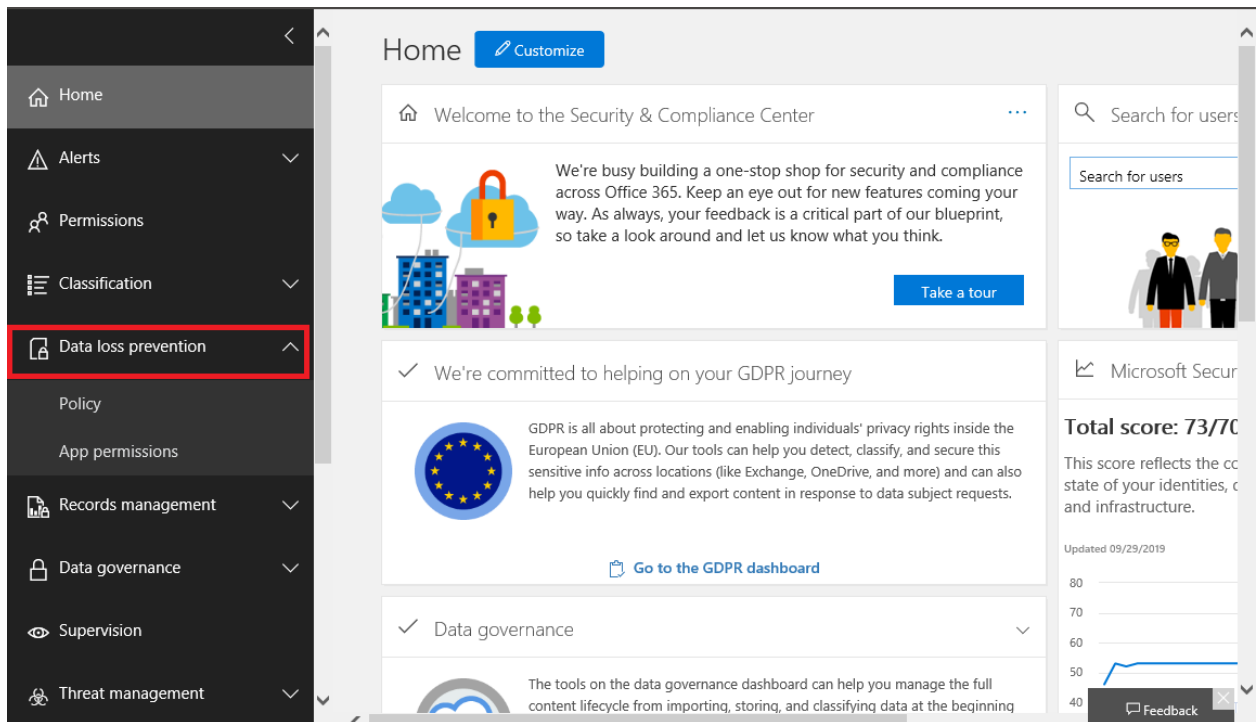 Home
Alerts
Permissions
Classification
Data loss prevention
Policy
App permissions
Records management
Data governance
Supervision
Threat management
Home
Customize
Welcome to the Security & Compliance Center
We're busy building a one-stop shop for security and compliance
across Office 365. Keep an eye out for new features coming your
way. As always, your feedback is a critical part of our blueprint,
so take a look around and let us know what you think.
Take a tour
We're committed to helping on your GDPR journey
GDPR is all about protecting and enabling individuals' privacy rights inside the
European Union (EU). Our tools can help you detect, classify, and secure this
sensitive info across locations (like Exchange, OneDrive, and more) and can also
help you quickly find and export content in response to data subject requests.
Go to the GDPR dashboard
Data governance
The tools on the data governance dashboard can help you manage the full
content lifecycle from importing, storing, and classifying data at the beginning
Search for users
Search for users
Microsoft Secur
Total score: 73/70
This score reflects the co
state of your identities, d
and infrastructure.
Updated 09/29/2019
80
70
60
50
40
Feedback